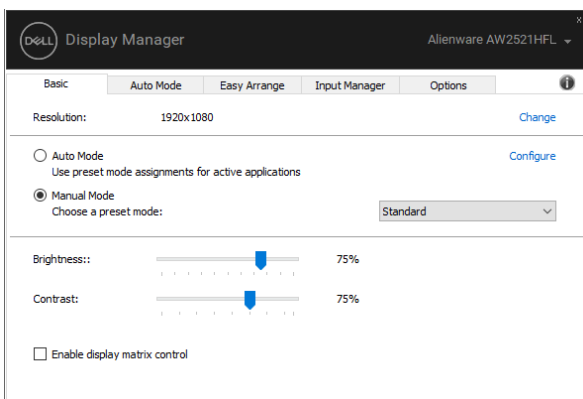 DELL Display Manager Alienware AW2521HFL
x
Basic Auto Mode Easy Arrange Input Manager Options i
Resolution: 1920x1080 Change
Auto Mode Configure
Use preset mode assignments for active applications
Manual Mode
Choose a preset mode: Standard
Brightness:: 75%
Contrast: 75%
Enable display matrix control